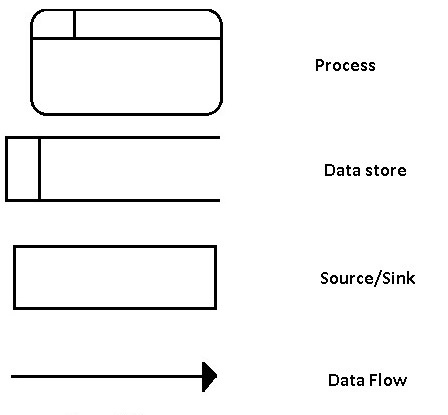 Process
Data store
Source/Sink
Data Flow